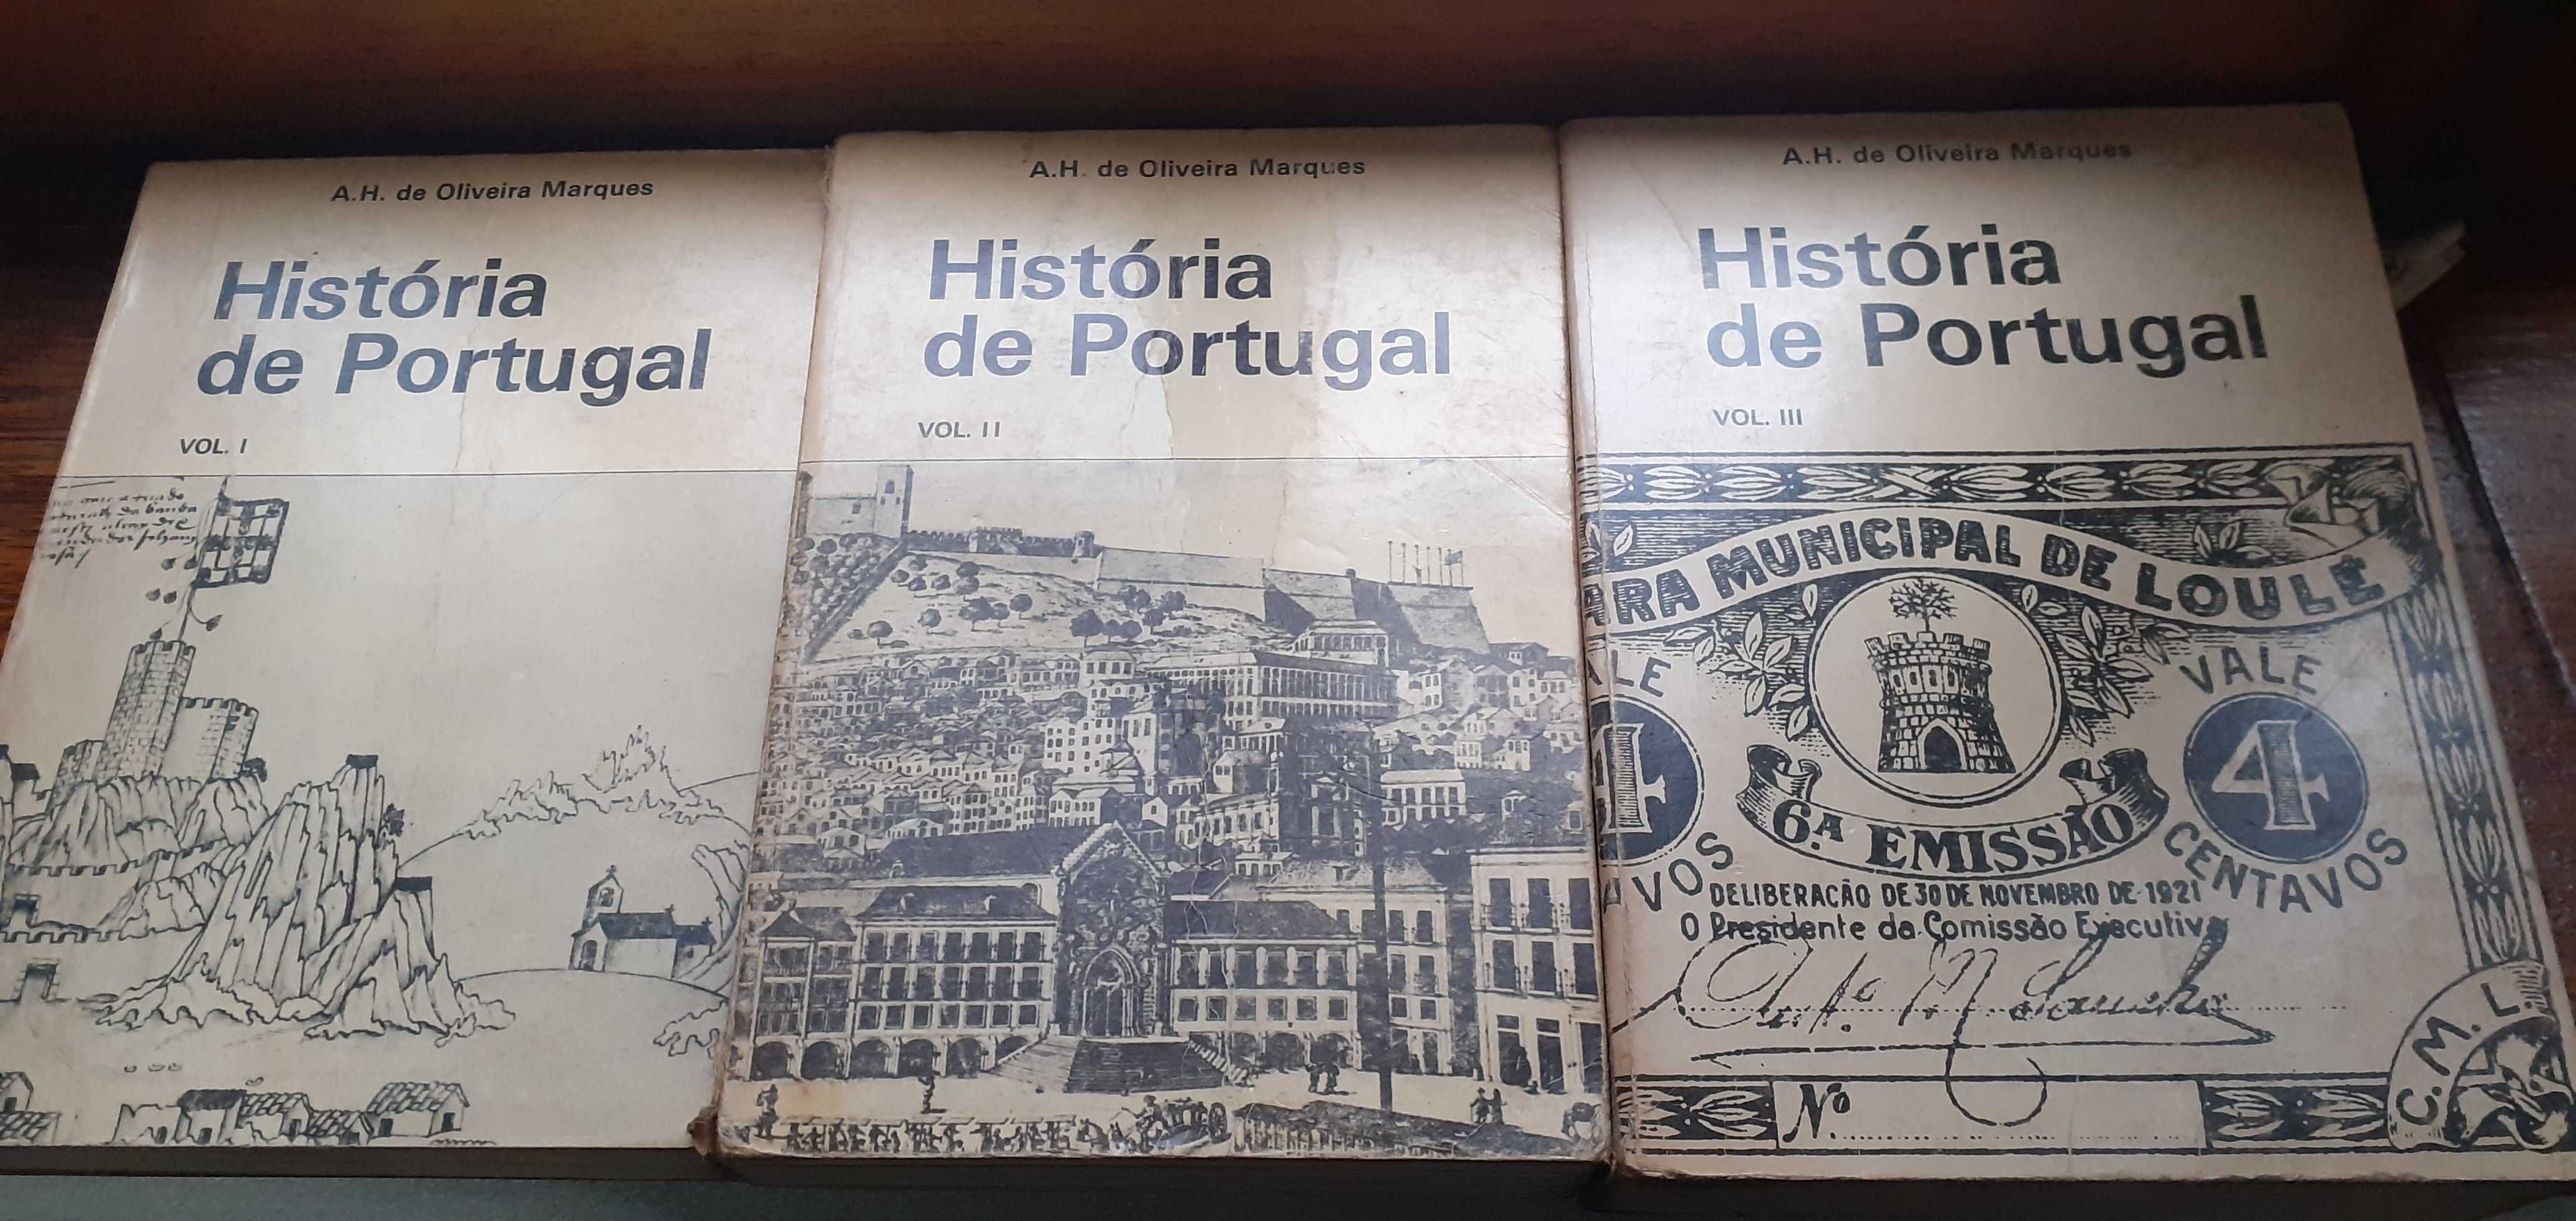 A.H. de Oliveira Marques
História
de Portugal
VOL. I
A.H. de Oliveira Marques
História
de Portugal
VOL. II
A.H. de Oliveira Marques
História
de Portugal
VOL. III
ARA MUNICIPAL DE LOULÉ
VALE
4
CENTAVOS
ALE
4
AVOS
6.ª EMISSÃO
DELIBERAÇÃO DE 30 DE NOVEMBRO DE 1921
O Presidente da Comissão Executiva
Nº
C. M. L.